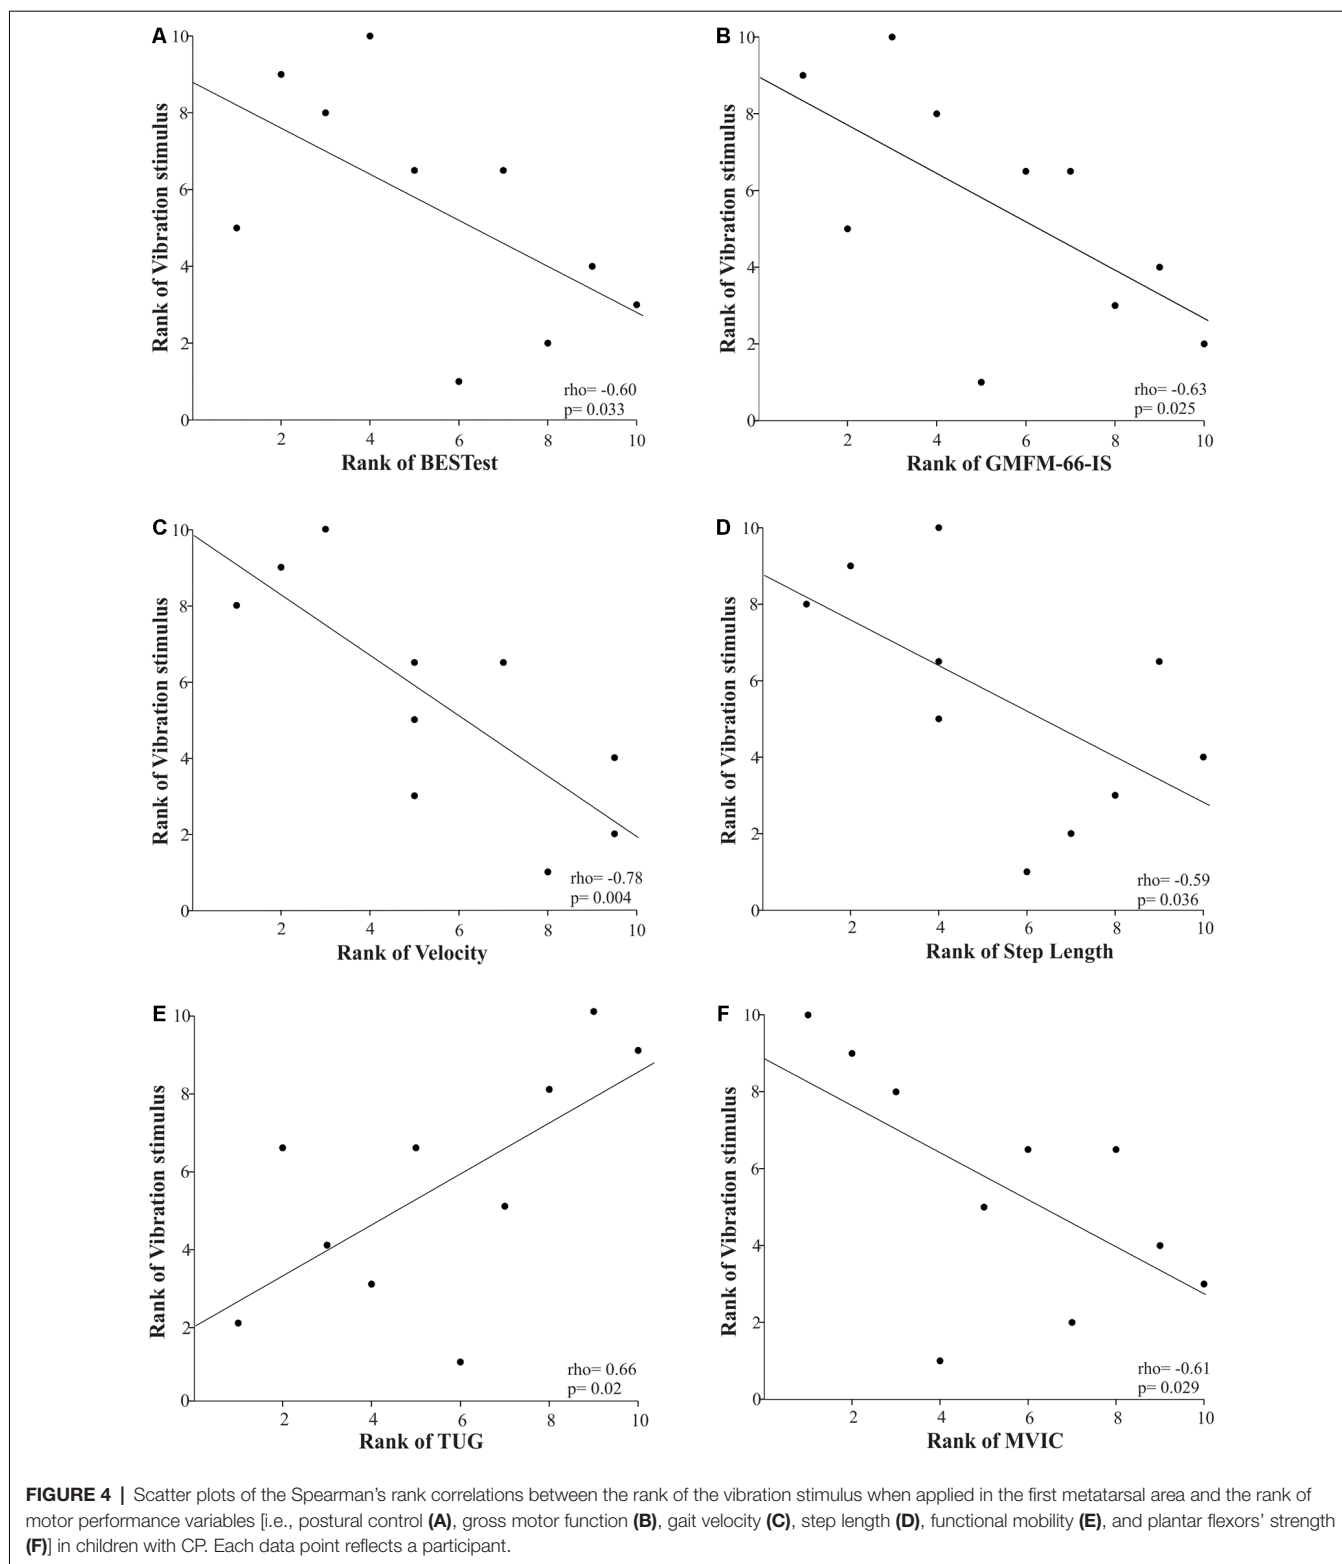 A
10
8
6
4
2
0
2 4 6 8 10
Rank of Vibration stimulus
Rank of BESTest
rho= -0.60
p= 0.033
B
10
8
6
4
2
0
2 4 6 8 10
Rank of Vibration stimulus
Rank of GMFM-66-IS
rho= -0.63
p= 0.025
C
10
8
6
4
2
0
2 4 6 8 10
Rank of Vibration stimulus
Rank of Velocity
rho= -0.78
p= 0.004
D
10
8
6
4
2
0
2 4 6 8 10
Rank of Vibration stimulus
Rank of Step Length
rho= -0.59
p= 0.036
E
10
8
6
4
2
0
2 4 6 8 10
Rank of Vibration stimulus
Rank of TUG
rho= 0.66
p= 0.02
F
10
8
6
4
2
0
2 4 6 8 10
Rank of Vibration stimulus
Rank of MVIC
rho= -0.61
p= 0.029
FIGURE 4 | Scatter plots of the Spearman's rank correlations between the rank of the vibration stimulus when applied in the first metatarsal area and the rank of
motor performance variables [i.e., postural control (A), gross motor function (B), gait velocity (C), step length (D), functional mobility (E), and plantar flexors' strength
(F)] in children with CP. Each data point reflects a participant.